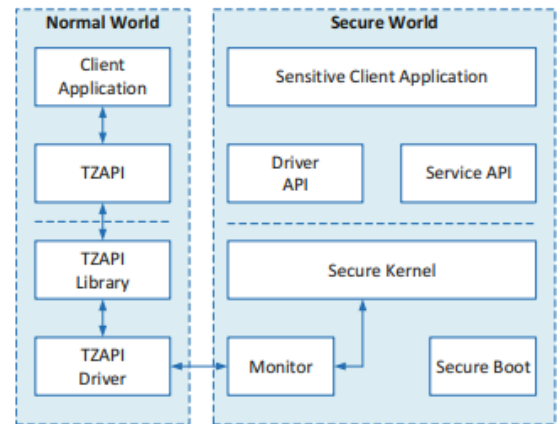 Normal World
Client
Application
TZAPI
TZAPI
Library
TZAPI
Driver
Secure World
Sensitive Client Application
Driver
API
Service API
Secure Kernel
Monitor
Secure Boot